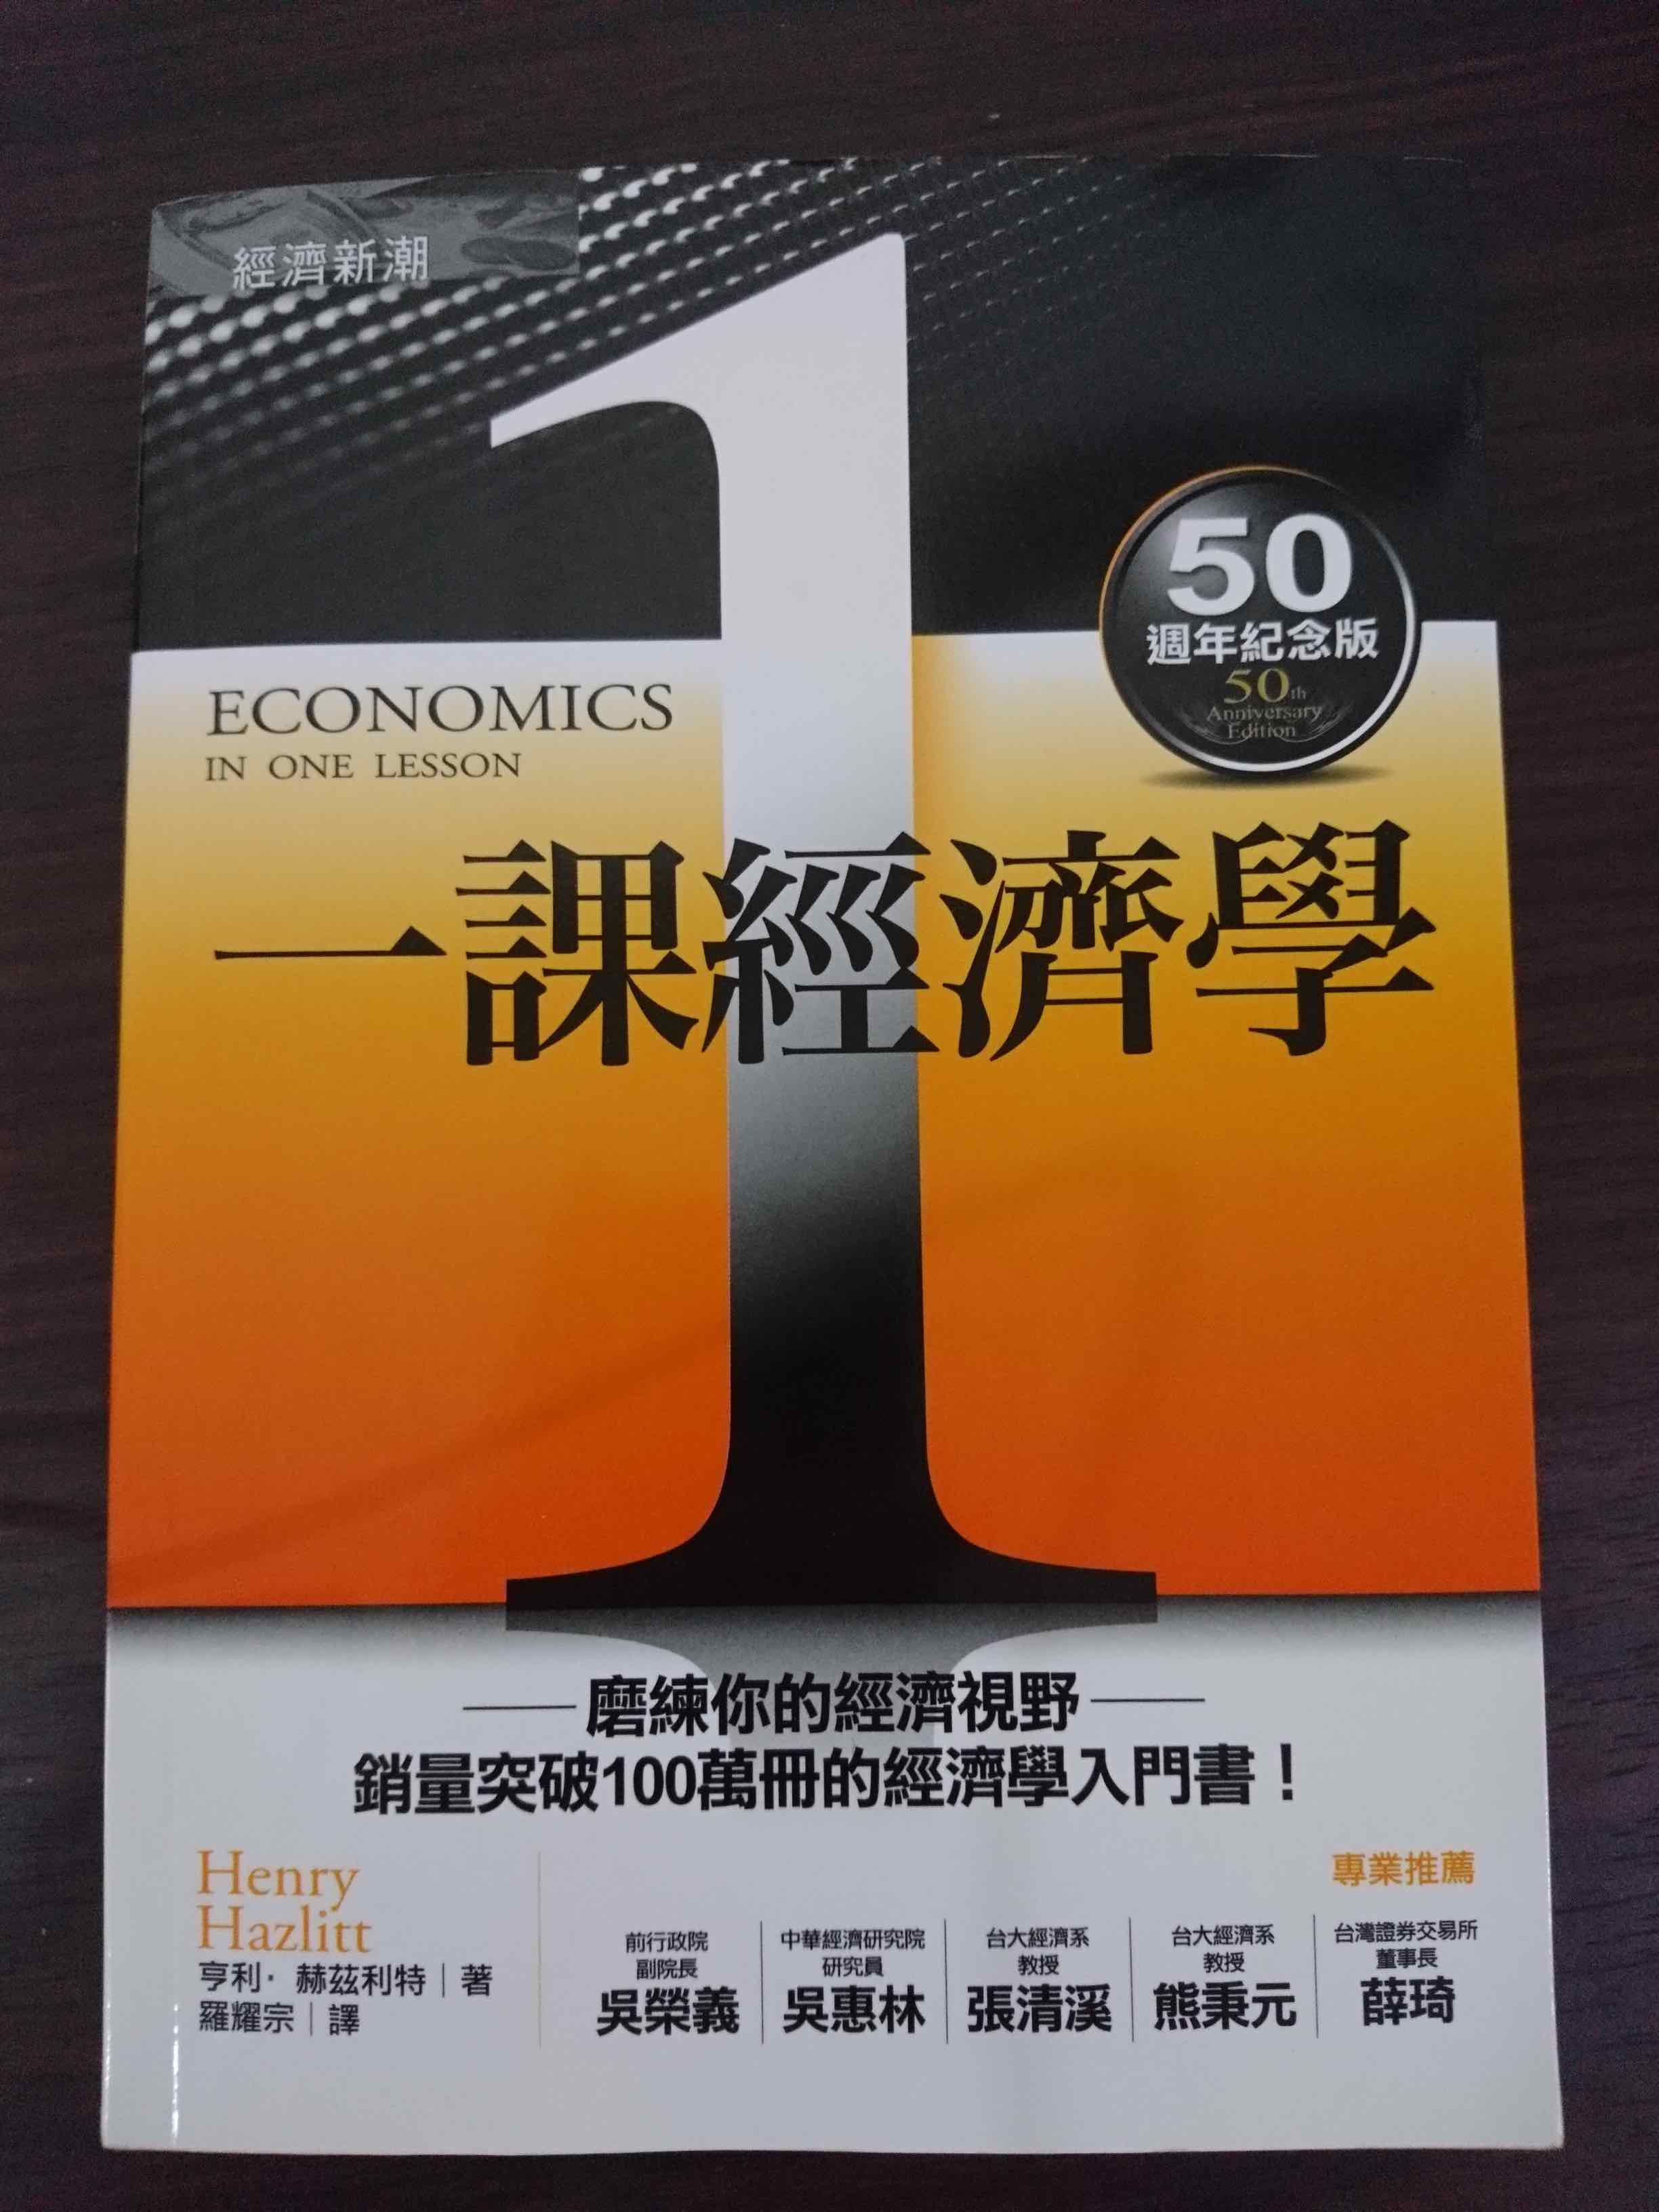 經濟新潮
1
50
週年紀念版
50th
Anniversary
Edition
ECONOMICS
IN ONE LESSON
一課經濟學
磨練你的經濟視野
銷量突破100萬冊的經濟學入門書！
Henry
Hazlitt
亨利·赫茲利特｜著
羅耀宗｜譯
專業推薦
前行政院
副院長
吳榮義
中華經濟研究院
研究員
吳惠林
台大經濟系
教授
張清溪
台大經濟系
教授
熊秉元
台灣證券交易所
董事長
薛琦